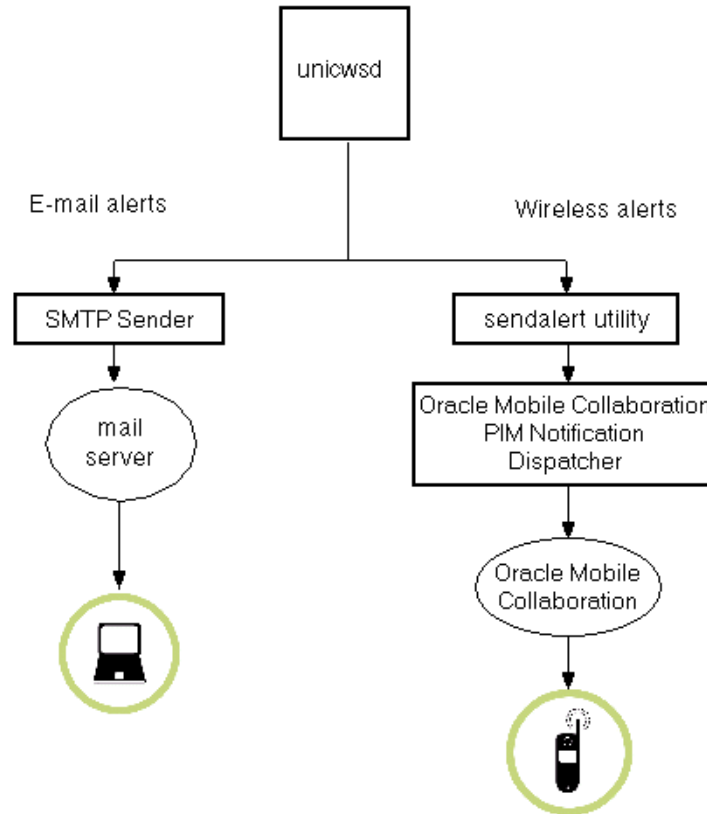 unicwsd
E-mail alerts
Wireless alerts
SMTP Sender
sendalert utility
mail
server
Oracle Mobile Collaboration
PIM Notification
Dispatcher
Oracle Mobile
Collaboration